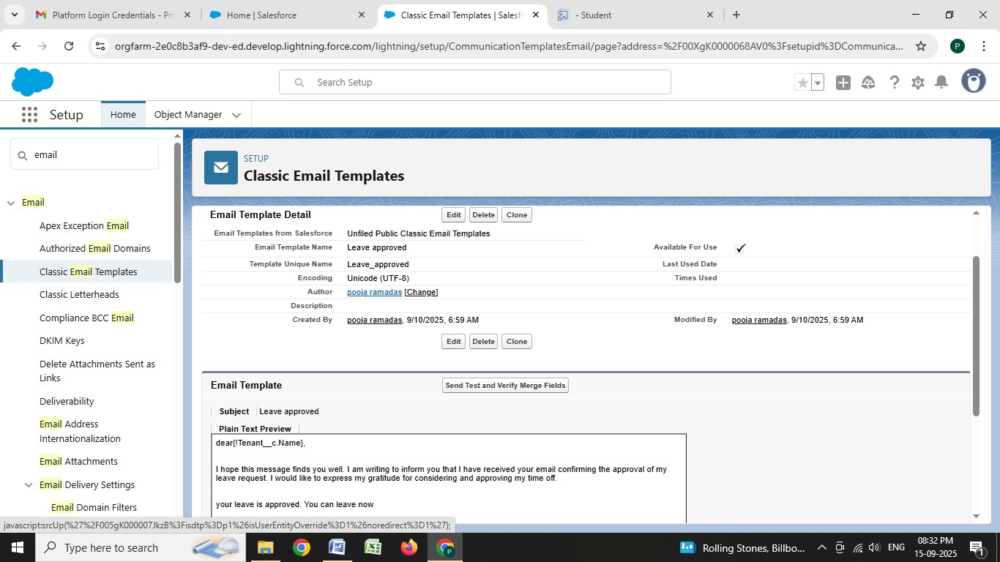 Platform Login Credentials - Pro
Home | Salesforce
Classic Email Templates | Salesfo
- Student
orgfarm-2e0c8b3af9-dev-ed.develop.lightning.force.com/lightning/setup/CommunicationTemplatesEmail/page?address=%2F00XgK0000068AV0%3Fsetupid%3DCommunica...
P
Search Setup
Setup
Home
Object Manager
email
Email
Apex Exception Email
Authorized Email Domains
Classic Email Templates
Classic Letterheads
Compliance BCC Email
DKIM Keys
Delete Attachments Sent as
Links
Deliverability
Email Address
Internationalization
Email Attachments
Email Delivery Settings
Email Domain Filters
SETUP
Classic Email Templates
Email Template Detail
Edit Delete Clone
Email Templates from Salesforce Unfiled Public Classic Email Templates
Email Template Name Leave approved Available For Use
Template Unique Name Leave_approved Last Used Date
Encoding Unicode (UTF-8) Times Used
Author pooja ramadas [Change]
Description
Created By pooja ramadas, 9/10/2025, 6:59 AM Modified By pooja ramadas, 9/10/2025, 6:59 AM
Edit Delete Clone
Email Template
Send Test and Verify Merge Fields
Subject Leave approved
Plain Text Preview
dear{!Tenant__c.Name},
I hope this message finds you well. I am writing to inform you that I have received your email confirming the approval of my
leave request. I would like to express my gratitude for considering and approving my time off.
your leave is approved. You can leave now
javascript:srcUp(%27%2F005gK000007JkzB%3Fisdtp%3Dp1%26isUserEntityOverride%3D1%26noredirect%3D1%27);
Type here to search
P
Rolling Stones, Billbo...
ENG
08:32 PM
15-09-2025
1